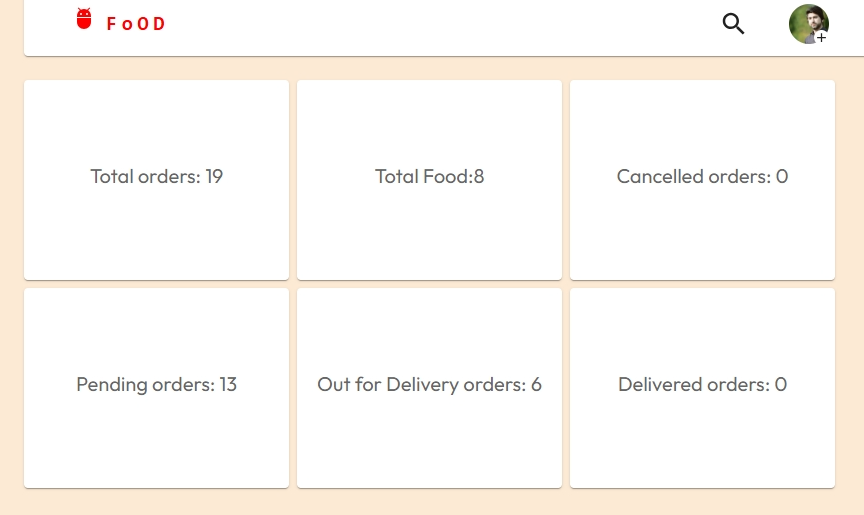 FoOD
Total orders: 19
Total Food:8
Cancelled orders: 0
Pending orders: 13
Out for Delivery orders: 6
Delivered orders: 0